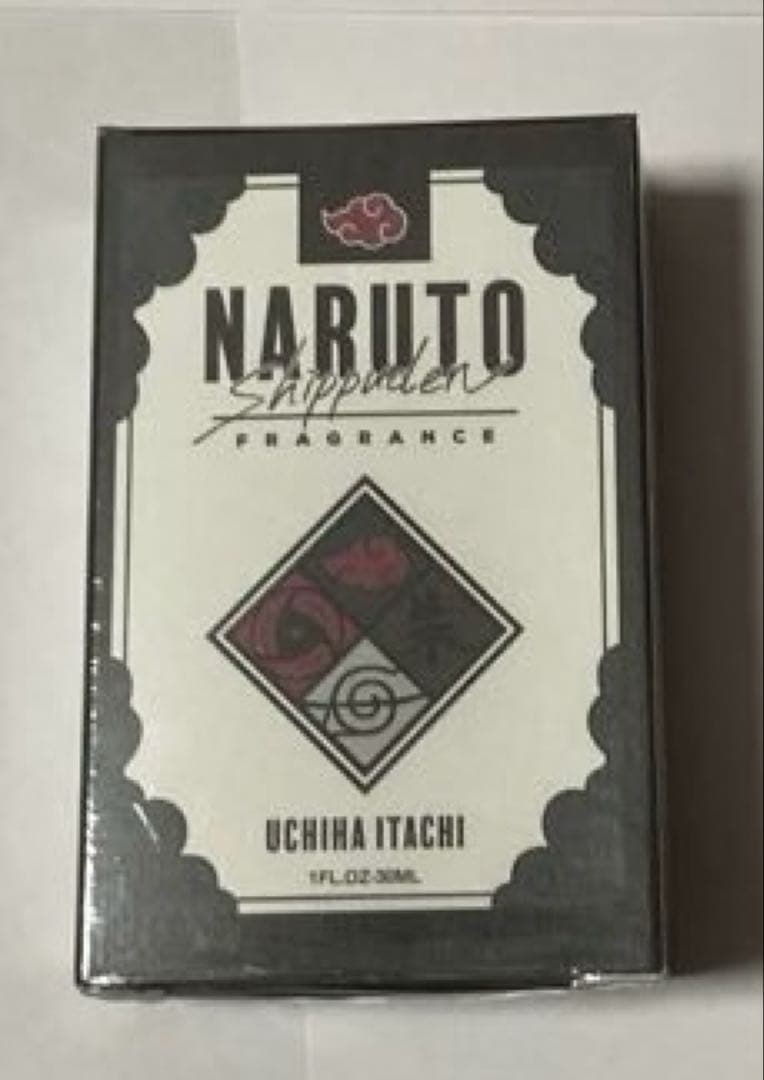 NARUTO
Shippuden
FRAGRANCE
UCHIHA ITACHI
1FL.OZ-30ML